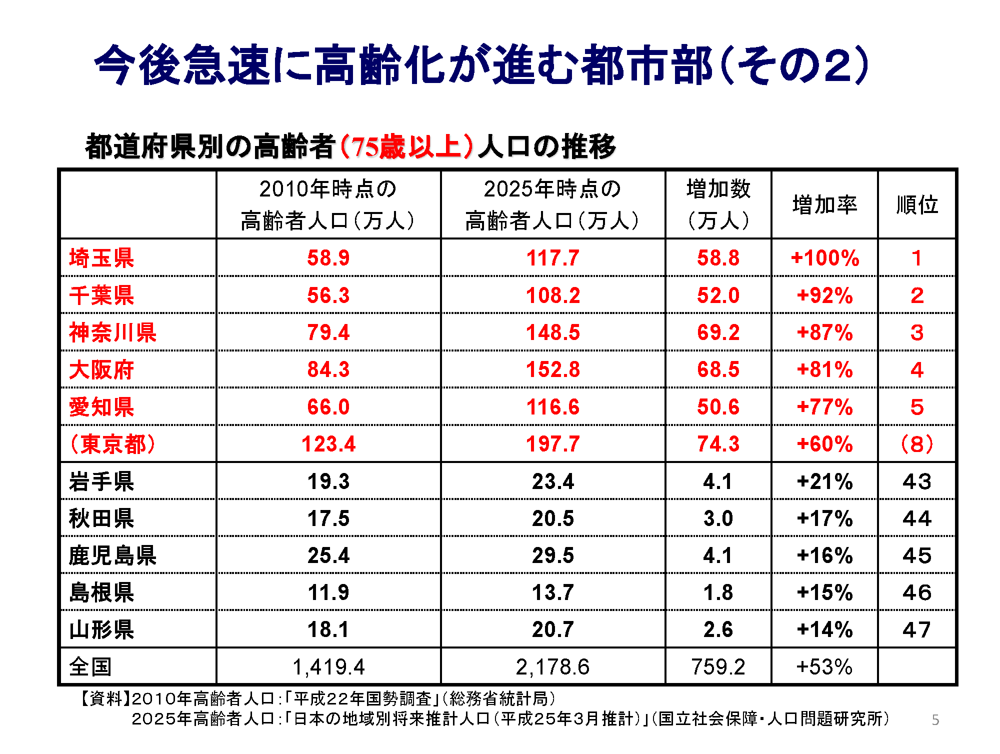 今後急速に高齢化が進む都市部（その２）
都道府県別の高齢者（75歳以上）人口の推移
2010年時点の高齢者人口（万人） 2025年時点の高齢者人口（万人） 増加数（万人） 増加率 順位
埼玉県 58.9 117.7 58.8 +100% 1
千葉県 56.3 108.2 52.0 +92% 2
神奈川県 79.4 148.5 69.2 +87% 3
大阪府 84.3 152.8 68.5 +81% 4
愛知県 66.0 116.6 50.6 +77% 5
（東京都） 123.4 197.7 74.3 +60% （8）
岩手県 19.3 23.4 4.1 +21% 43
秋田県 17.5 20.5 3.0 +17% 44
鹿児島県 25.4 29.5 4.1 +16% 45
島根県 11.9 13.7 1.8 +15% 46
山形県 18.1 20.7 2.6 +14% 47
全国 1,419.4 2,178.6 759.2 +53%
【資料】2010年高齢者人口：「平成22年国勢調査」（総務省統計局）
2025年高齢者人口：「日本の地域別将来推計人口（平成25年3月推計）」（国立社会保障・人口問題研究所）
5